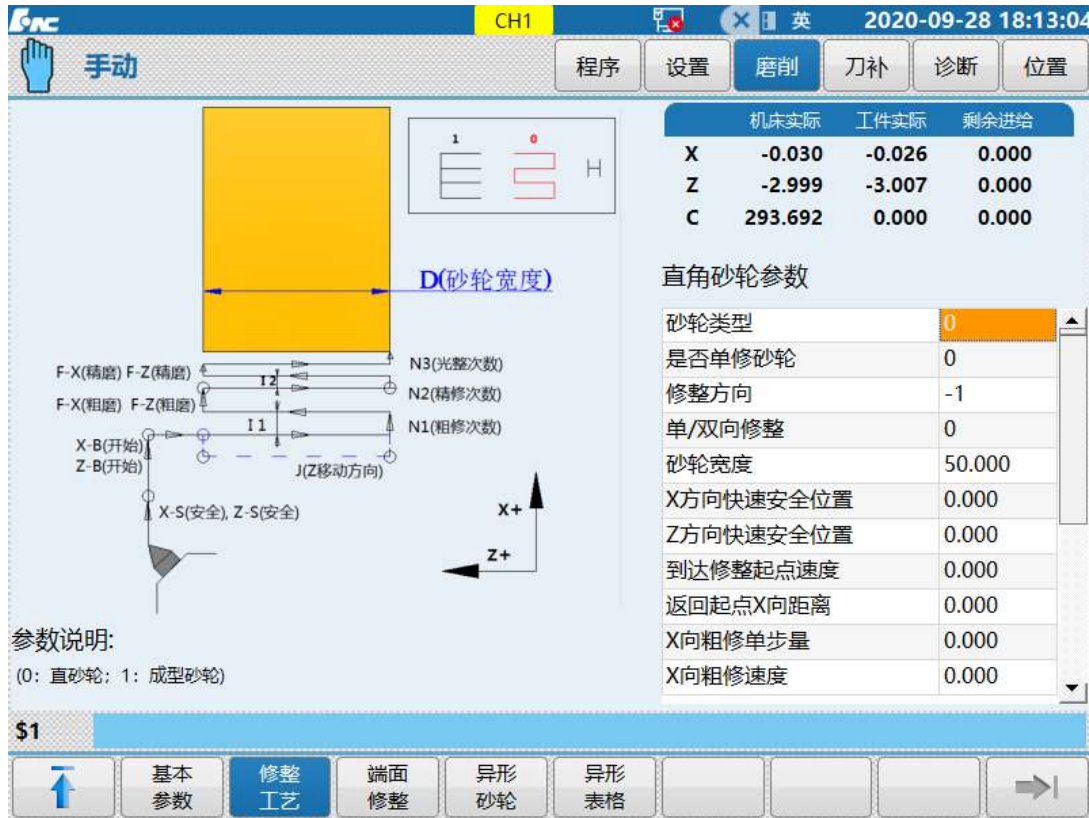 CNC CH1 英 2020-09-28 18:13:04
手动 程序 设置 磨削 刀补 诊断 位置
1 0 H
D(砂轮宽度)
F-X(精磨) F-Z(精磨) I2 N3(光整次数)
F-X(粗磨) F-Z(粗磨) N2(精修次数)
I1 N1(粗修次数)
X-B(开始)
Z-B(开始) J(Z移动方向)
X-S(安全), Z-S(安全) X+
Z+
参数说明:
(0: 直砂轮; 1: 成型砂轮)
机床实际 工件实际 剩余进给
X -0.030 -0.026 0.000
Z -2.999 -3.007 0.000
C 293.692 0.000 0.000
直角砂轮参数
砂轮类型 0
是否单修砂轮 0
修整方向 -1
单/双向修整 0
砂轮宽度 50.000
X方向快速安全位置 0.000
Z方向快速安全位置 0.000
到达修整起点速度 0.000
返回起点X向距离 0.000
X向粗修单步量 0.000
X向粗修速度 0.000
$1
基本 修整 端面 异形 异形
参数 工艺 修整 砂轮 表格